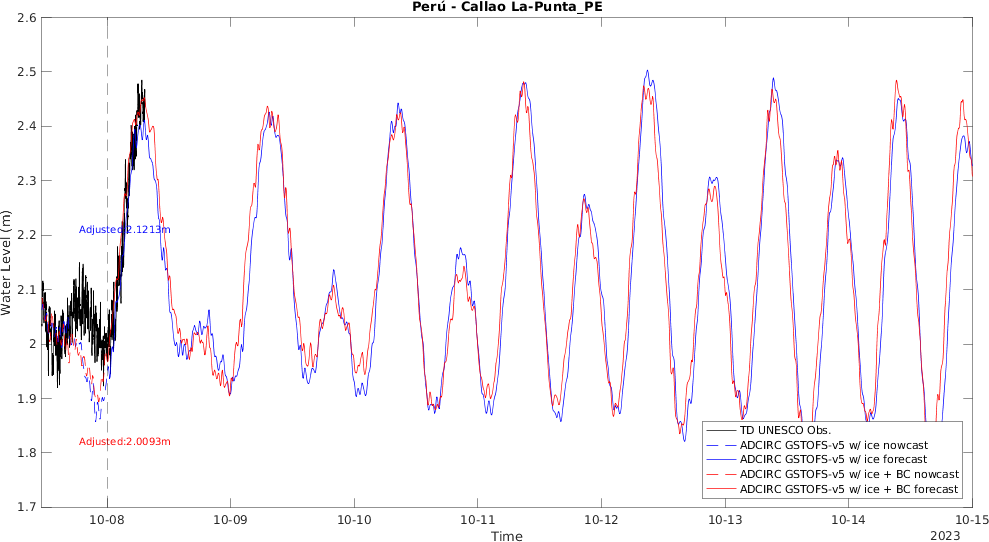 Perú - Callao La-Punta_PE
2.6
2.5
2.4
2.3
2.2
2.1
2
1.9
1.8
1.7
Water Level (m)
Adjusted:2.1213m
Adjusted:2.0093m
TD UNESCO Obs.
ADCIRC GSTOFS-v5 w/ ice nowcast
ADCIRC GSTOFS-v5 w/ ice forecast
ADCIRC GSTOFS-v5 w/ ice + BC nowcast
ADCIRC GSTOFS-v5 w/ ice + BC forecast
10-08 10-09 10-10 10-11 10-12 10-13 10-14 10-15
Time
2023